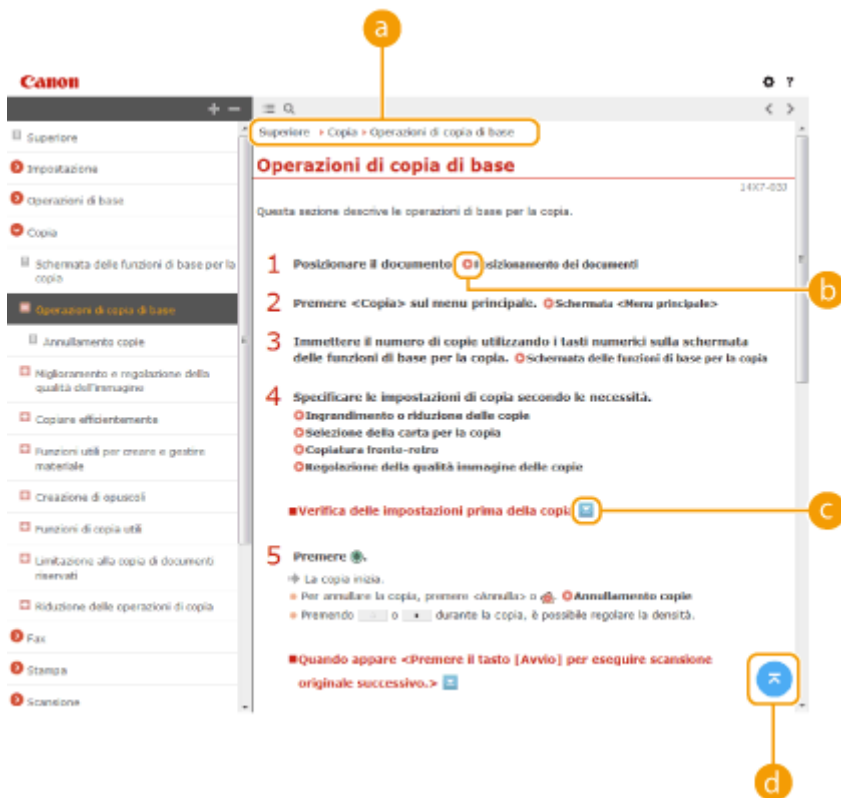 a
Canon
?
Superiore
Impostazione
Operazioni di base
Copia
Schermata delle funzioni di base per la
copia
Operazioni di copia di base
Annullamento copie
Miglioramento e regolazione della
qualità dell'immagine
Copiare efficientemente
Funzioni utili per creare e gestire
materiale
Creazione di opuscoli
Funzioni di copia utili
Limitazione alla copia di documenti
riservati
Riduzione delle operazioni di copia
Fax
Stampa
Scansione
Superiore Copia Operazioni di copia di base
Operazioni di copia di base
14X7-033
Questa sezione descrive le operazioni di base per la copia.
1 Posizionare il documento. Posizionamento dei documenti
b
2 Premere <Copia> sul menu principale. Schermata <Menu principale>
3 Immettere il numero di copie utilizzando i tasti numerici sulla schermata
delle funzioni di base per la copia. Schermata delle funzioni di base per la copia
4 Specificare le impostazioni di copia secondo le necessità.
Ingrandimento o riduzione delle copie
Selezione della carta per la copia
Copiatura fronte-retro
Regolazione della qualità immagine delle copie
Verifica delle impostazioni prima della copia
c
5 Premere .
La copia inizia.
Per annullare la copia, premere <Annulla> o . Annullamento copie
Premendo o durante la copia, è possibile regolare la densità.
Quando appare <Premere il tasto [Avvio] per eseguire scansione
originale successivo.>
d